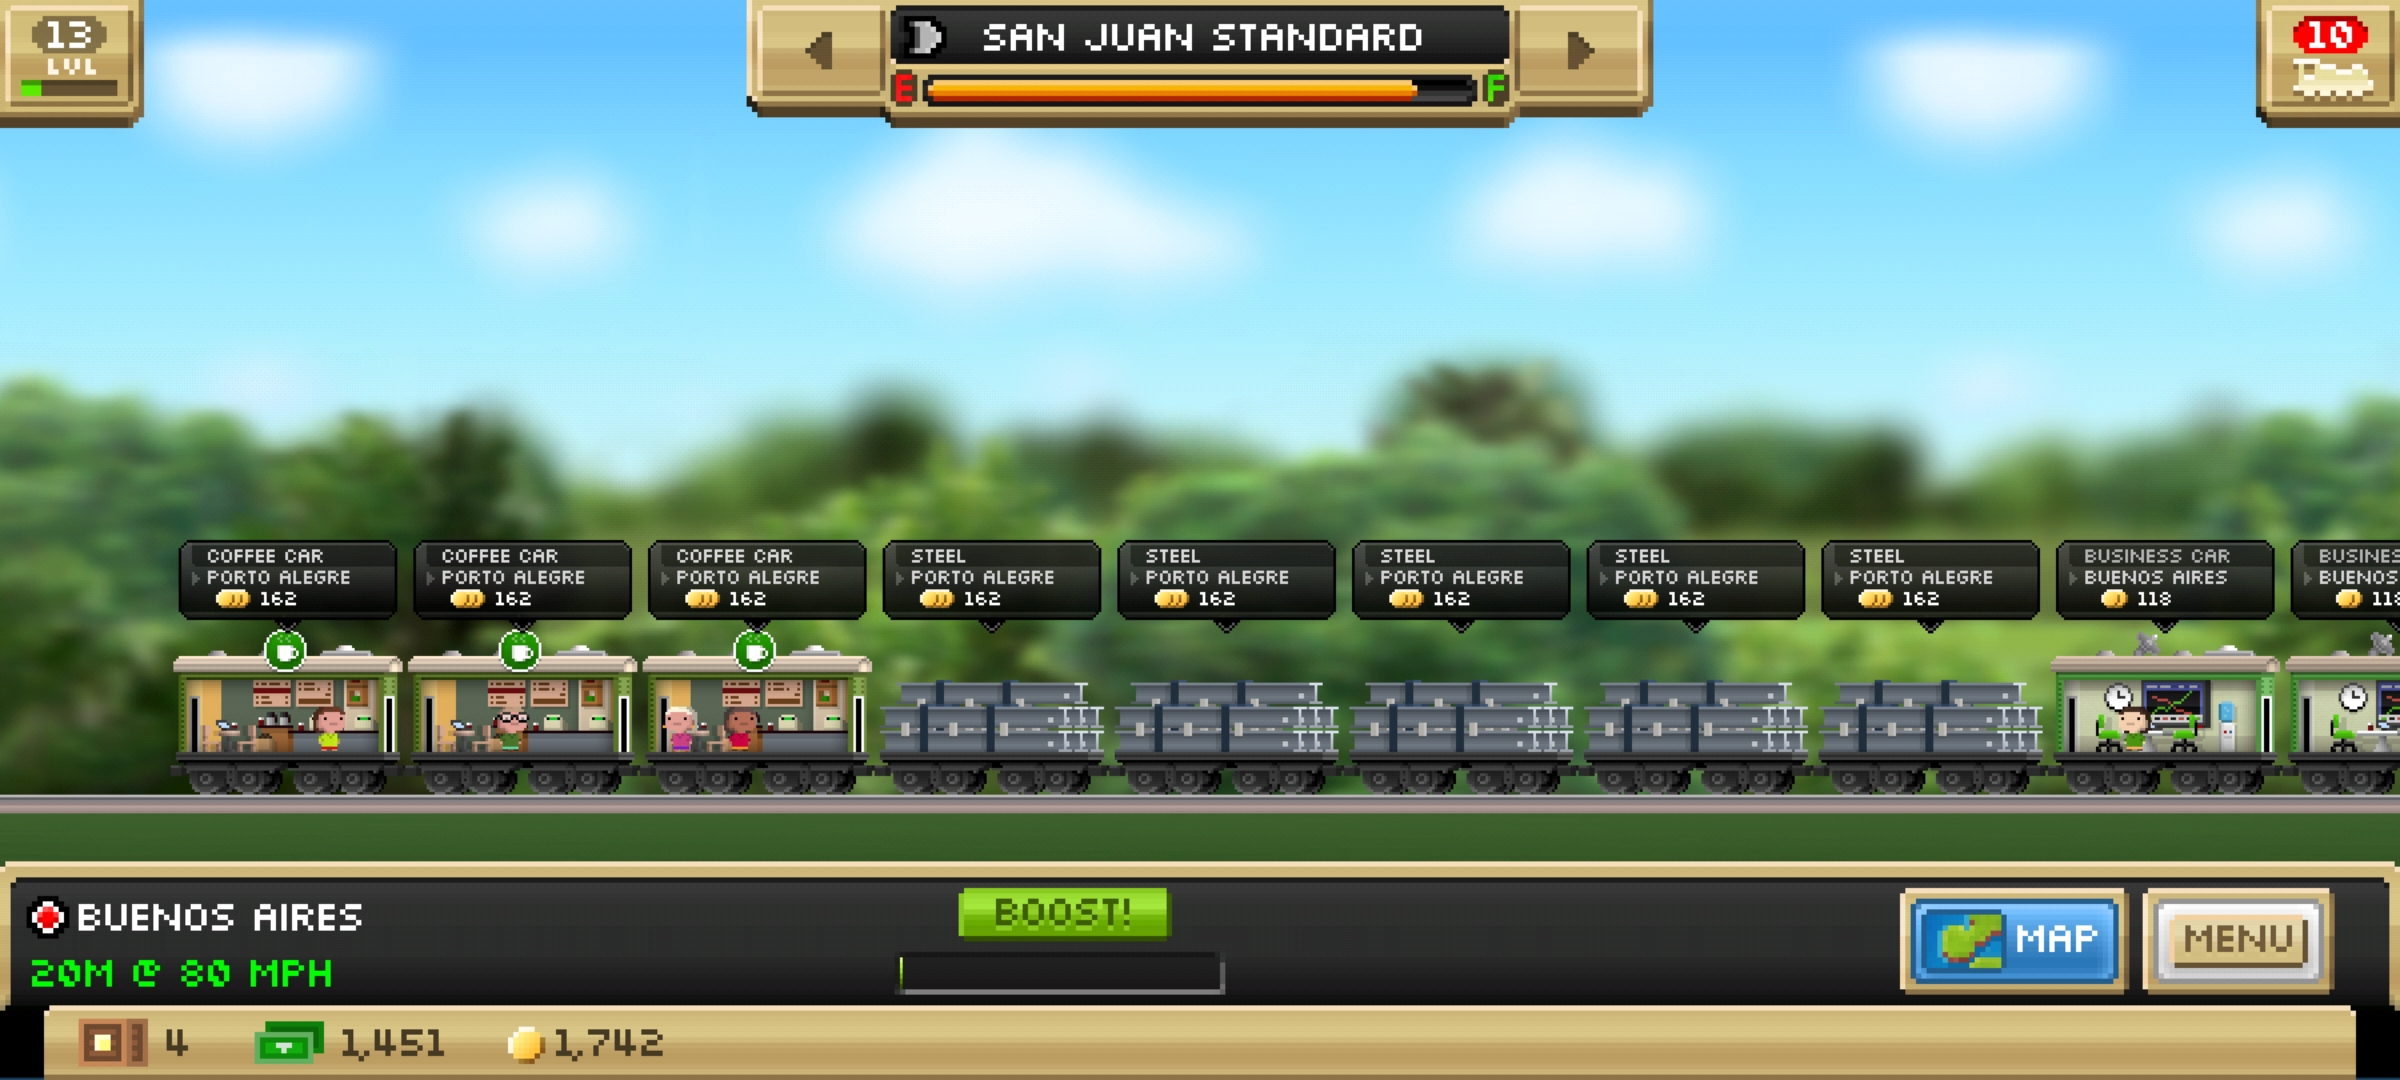 13
LVL
SAN JUAN STANDARD
E F
10
COFFEE CAR
PORTO ALEGRE
162
COFFEE CAR
PORTO ALEGRE
162
COFFEE CAR
PORTO ALEGRE
162
STEEL
PORTO ALEGRE
162
STEEL
PORTO ALEGRE
162
STEEL
PORTO ALEGRE
162
STEEL
PORTO ALEGRE
162
STEEL
PORTO ALEGRE
162
BUSINESS CAR
BUENOS AIRES
118
BUSINES
BUENOS
118
BUENOS AIRES
20M @ 80 MPH
BOOST!
MAP
MENU
4 1,451 1,742